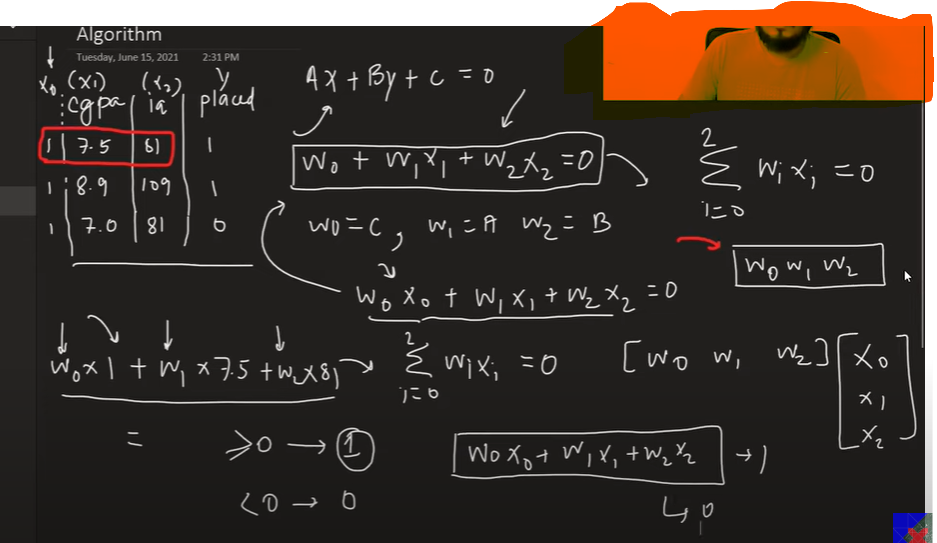 Algorithm
Tuesday, June 15, 2021 2:31 PM
x₀ (x₁) (x₂) y
cgpa iq placed
1 7.5 81 1
1 8.9 109 1
1 7.0 81 0
Ax + By + C = 0
w₀ + w₁x₁ + w₂x₂ = 0
w₀ = C, w₁ = A w₂ = B
w₀x₀ + w₁x₁ + w₂x₂ = 0
2
∑ wᵢxᵢ = 0
i=0
w₀ w₁ w₂
w₀×1 + w₁×7.5 + w₂×81
2
∑ wᵢxᵢ = 0
i=0
[w₀ w₁ w₂] [x₀
x₁
x₂]
= ≥0 → 1
<0 → 0
w₀x₀ + w₁x₁ + w₂x₂ → 1
↳ 0